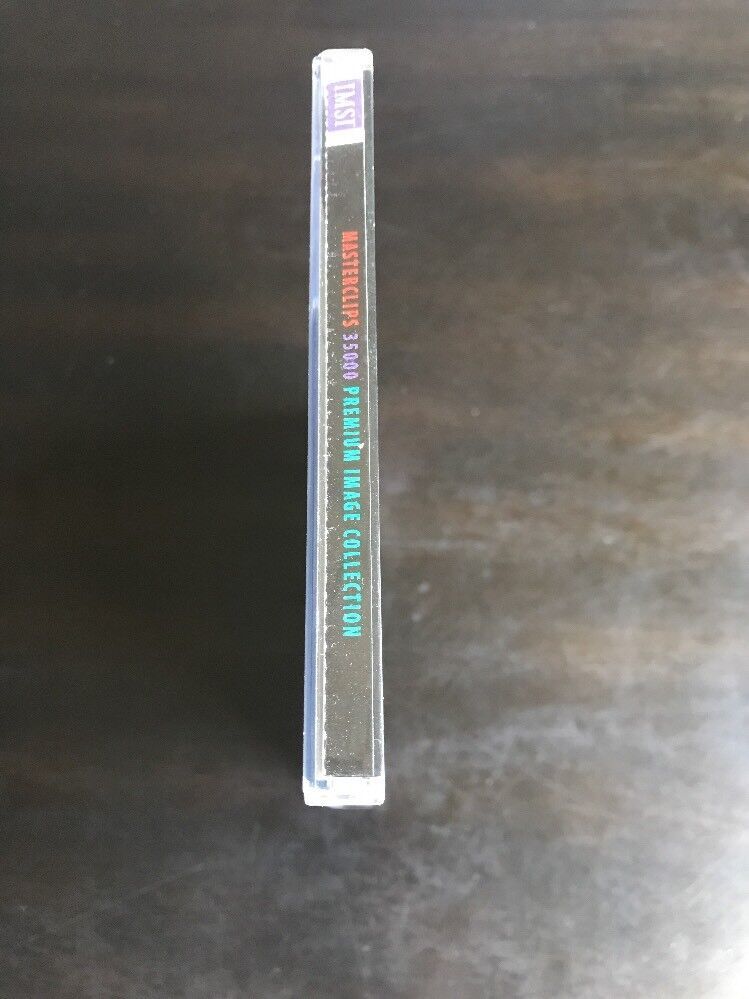 IMSI
MASTERCLIPS 35000 PREMIUM IMAGE COLLECTION